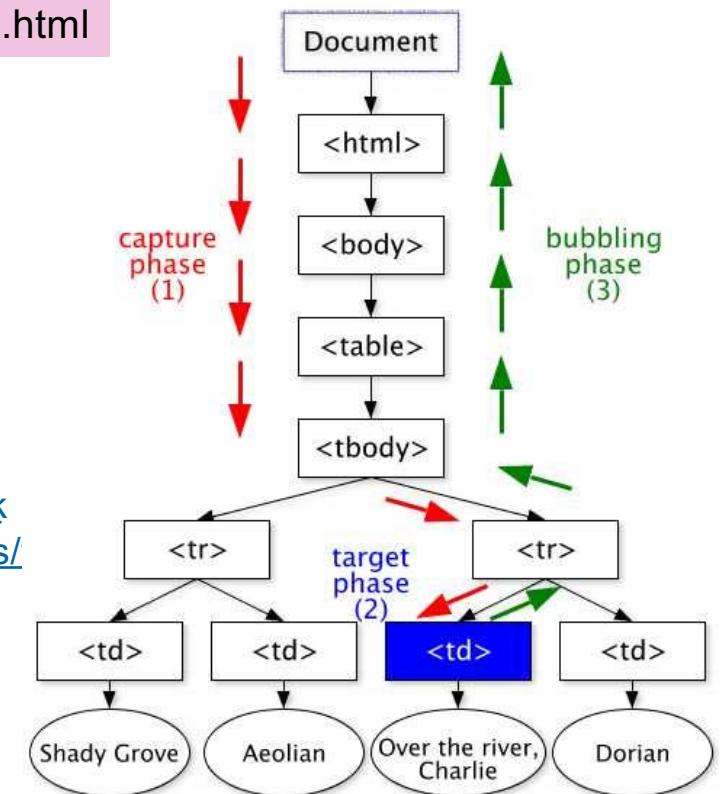 .html
Document
<html>
capture
phase
(1)
<body>
bubbling
phase
(3)
<table>
<tbody>
k
s/
<tr>
target
phase
(2)
<tr>
<td>
<td>
<td>
<td>
Shady Grove
Aeolian
Over the river,
Charlie
Dorian